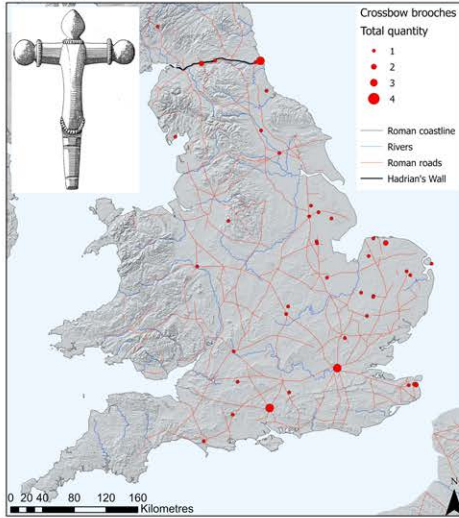 Crossbow brooches
Total quantity
1
2
3
4
Roman coastline
Rivers
Roman roads
Hadrian's Wall
N
0 20 40 80 120 160
Kilometres